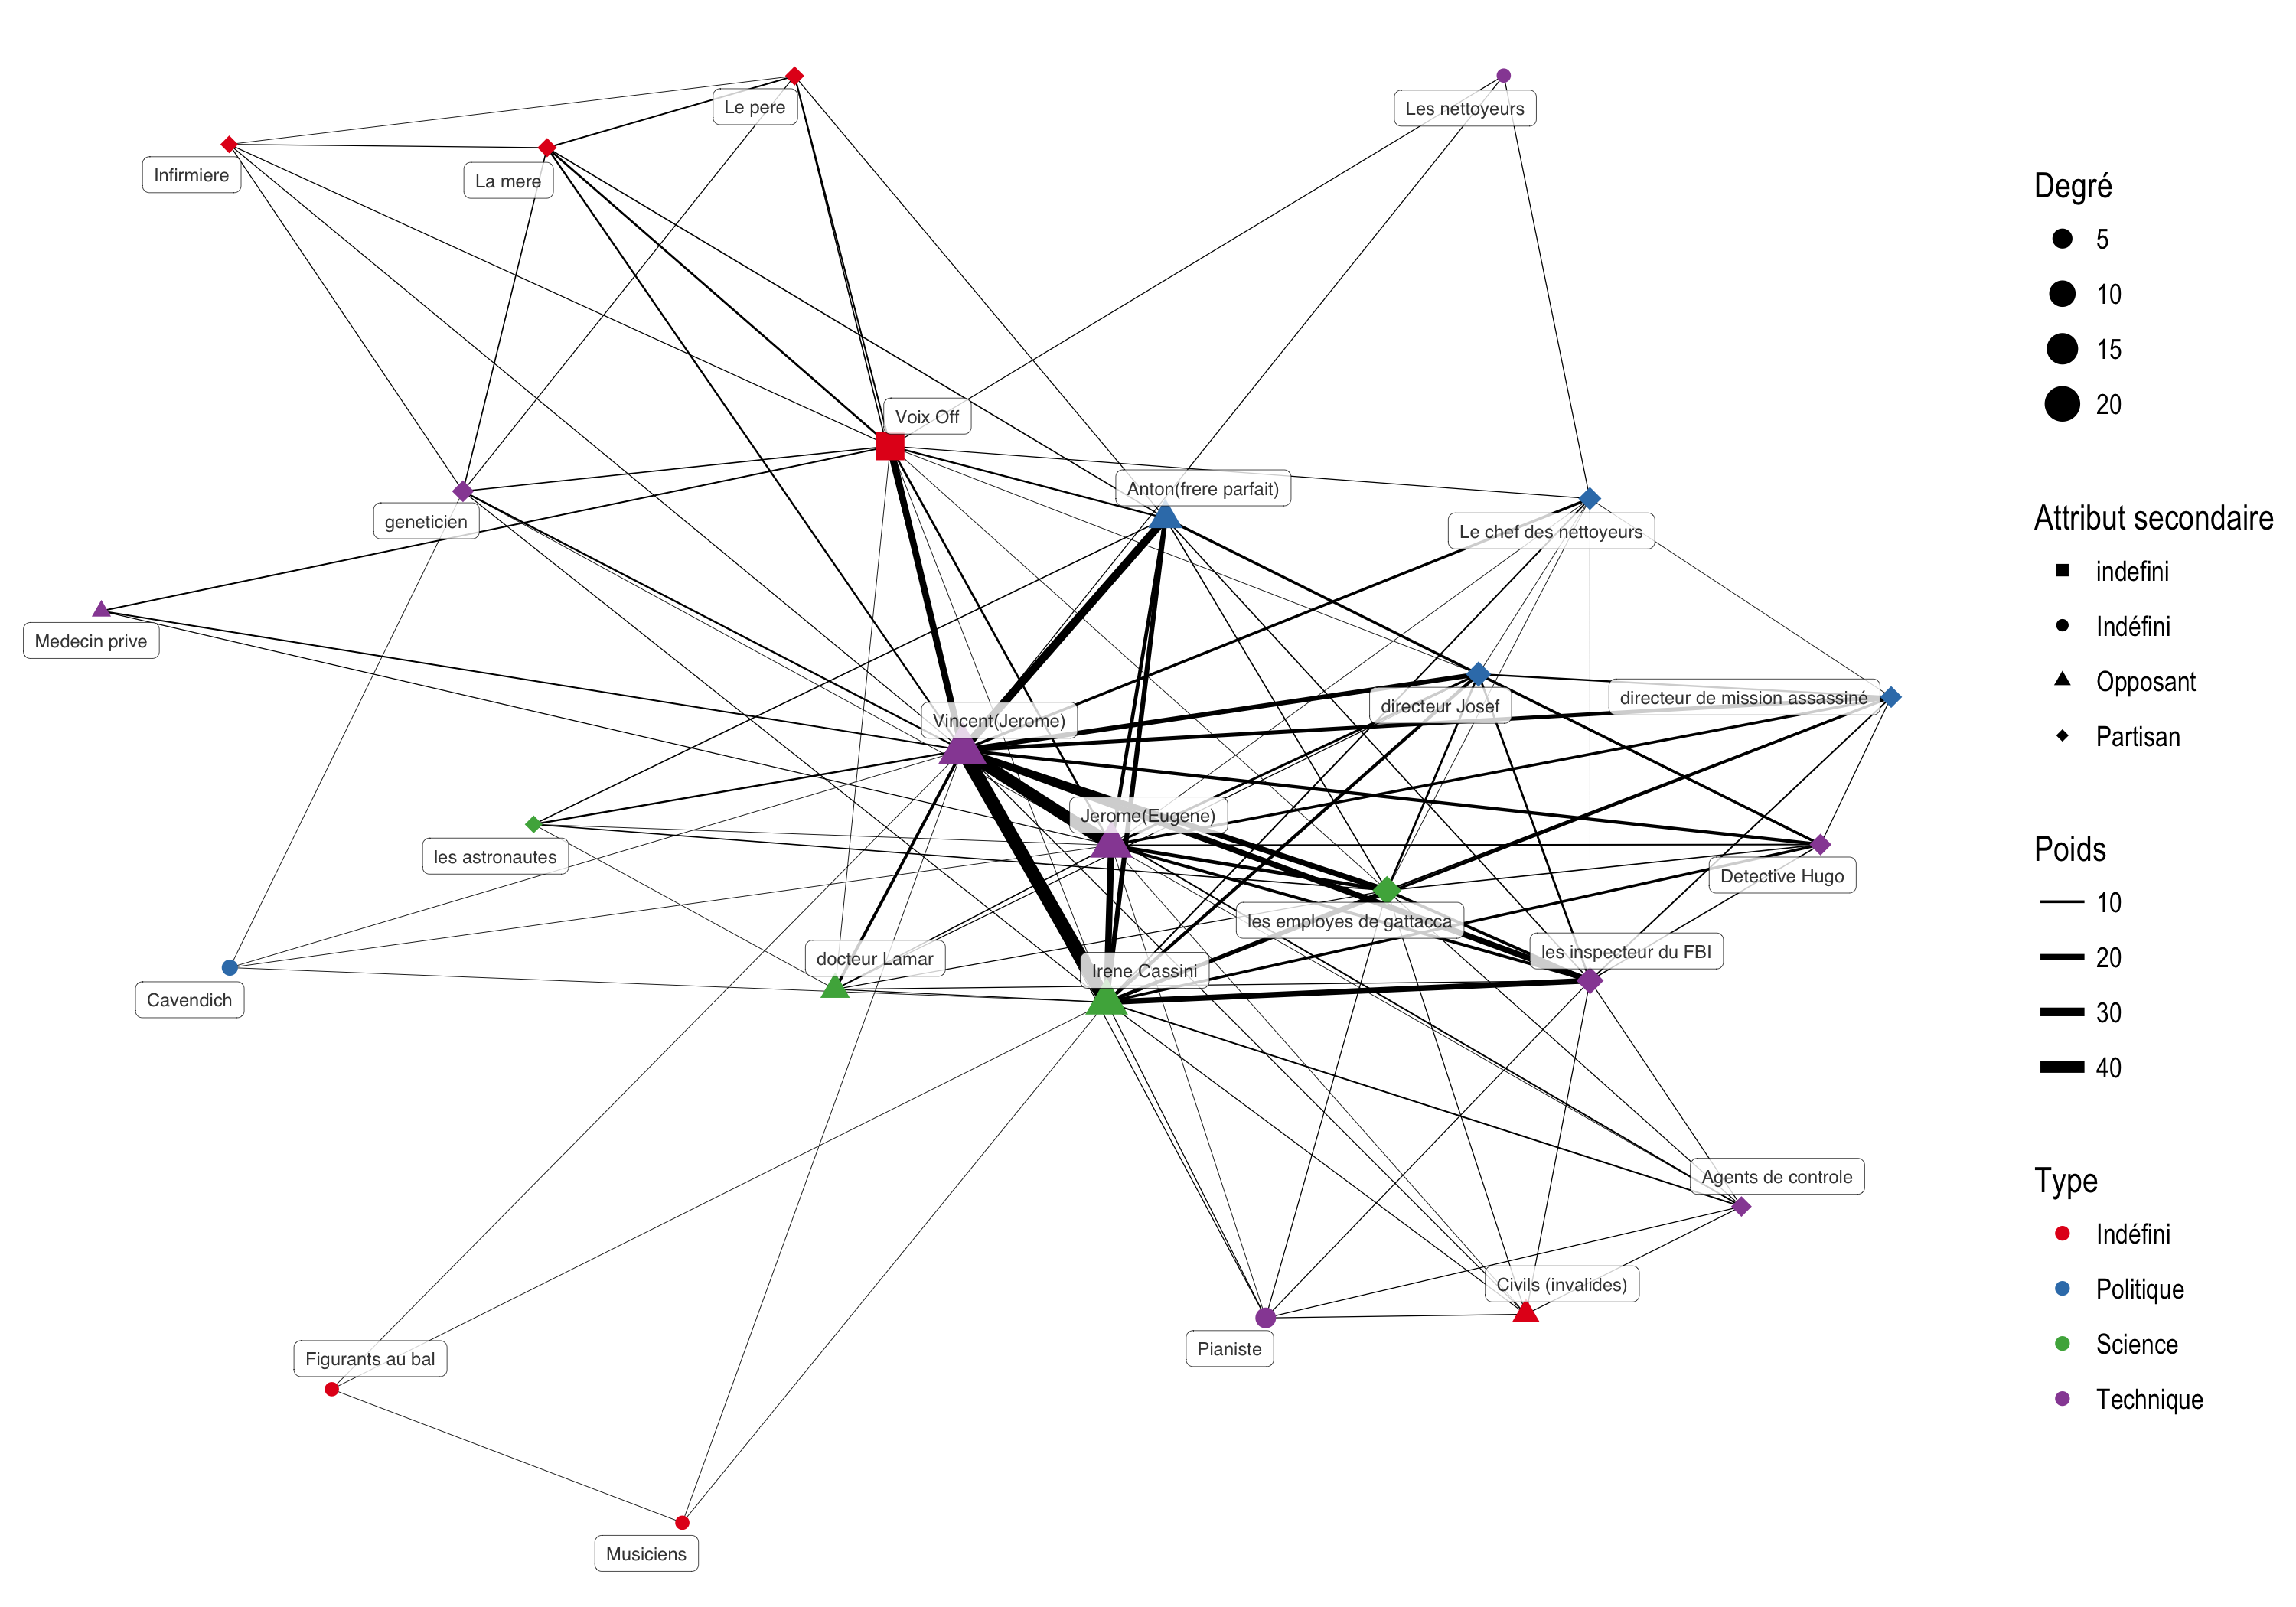 Le pere
Les nettoyeurs
Infirmiere
La mere
Voix Off
Anton(frere parfait)
geneticien
Le chef des nettoyeurs
Medecin prive
directeur de mission assassiné
directeur Josef
Vincent(Jerome)
Jerome(Eugene)
les astronautes
Detective Hugo
les employes de gattacca
les inspecteur du FBI
docteur Lamar
Irene Cassini
Cavendich
Agents de controle
Civils (invalides)
Pianiste
Figurants au bal
Musiciens
Degré
5
10
15
20
Attribut secondaire
indefini
Indéfini
Opposant
Partisan
Poids
10
20
30
40
Type
Indéfini
Politique
Science
Technique